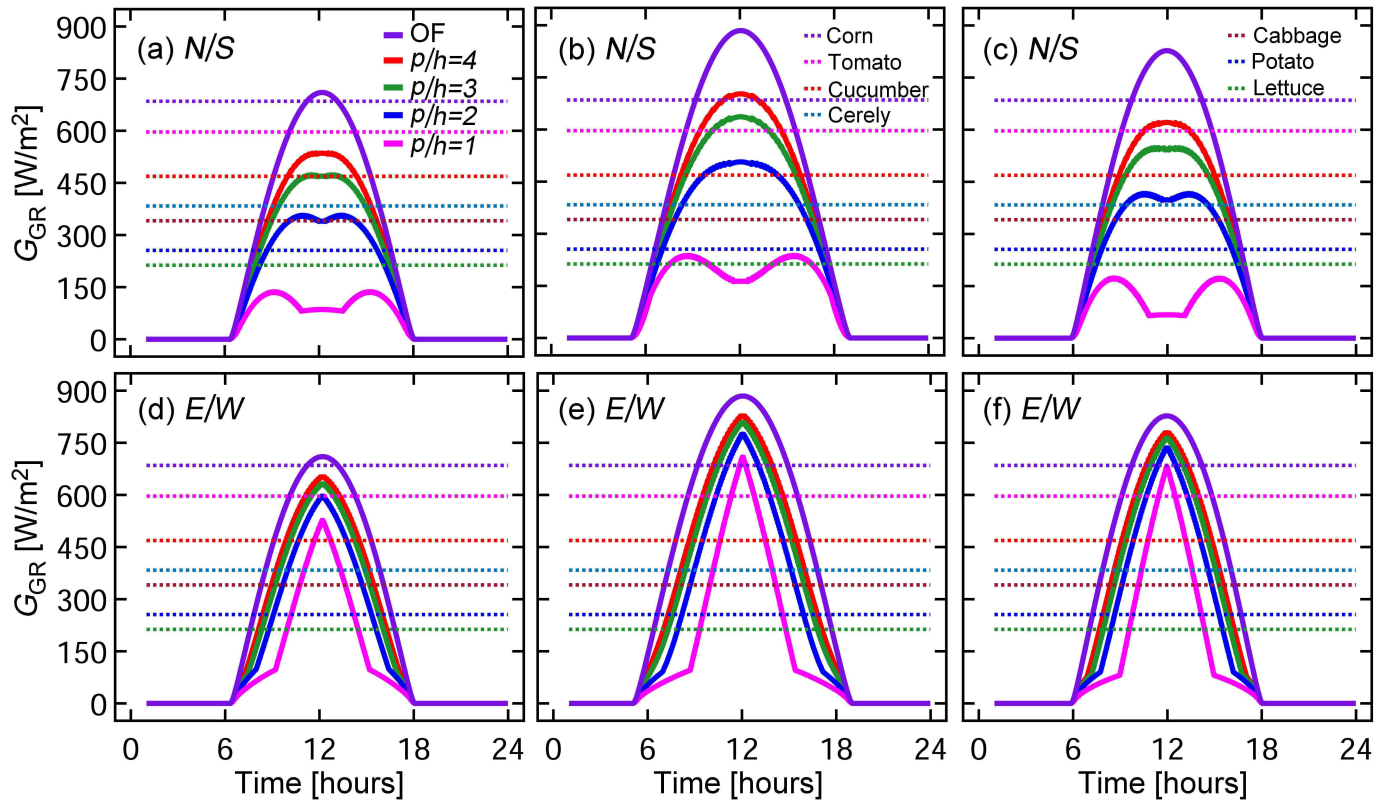 900
750
600
450
300
150
0
G_GR [W/m²]
(a) N/S
OF
p/h=4
p/h=3
p/h=2
p/h=1
(b) N/S
Corn
Tomato
Cucumber
Cerely
(c) N/S
Cabbage
Potato
Lettuce
900
750
600
450
300
150
0
G_GR [W/m²]
(d) E/W
(e) E/W
(f) E/W
0 6 12 18 24 0 6 12 18 24 0 6 12 18 24
Time [hours] Time [hours] Time [hours]